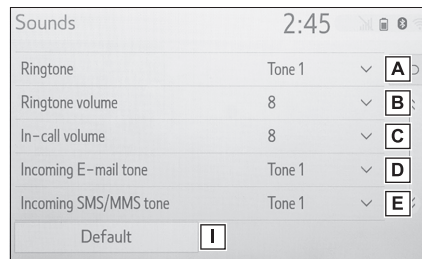 Sounds 2:45
Ringtone Tone 1 A
Ringtone volume 8 B
In-call volume 8 C
Incoming E-mail tone Tone 1 D
Incoming SMS/MMS tone Tone 1 E
Default I